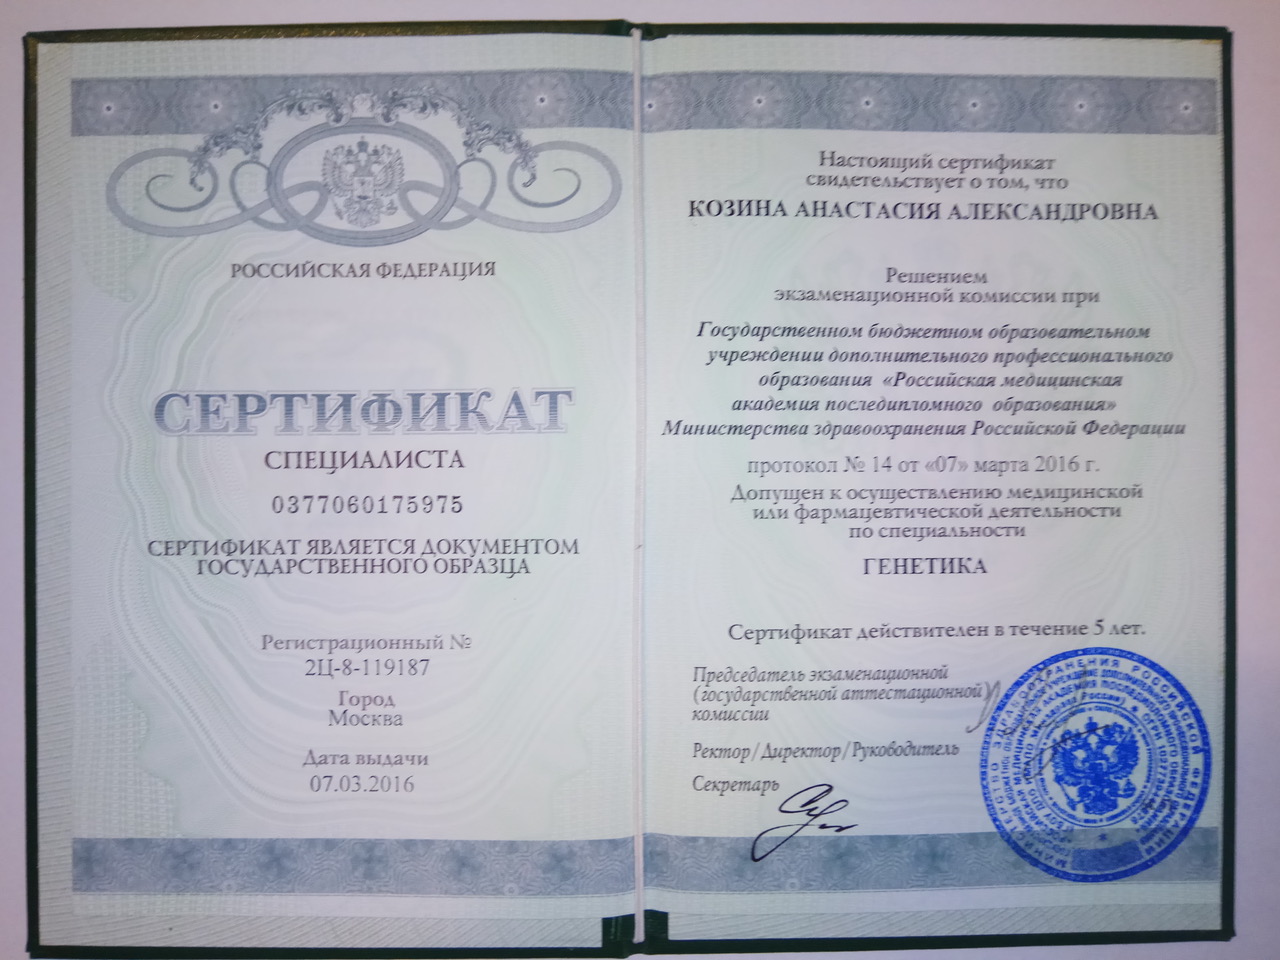 РОССИЙСКАЯ ФЕДЕРАЦИЯ
СЕРТИФИКАТ
СПЕЦИАЛИСТА
0377060175975
СЕРТИФИКАТ ЯВЛЯЕТСЯ ДОКУМЕНТОМ
ГОСУДАРСТВЕННОГО ОБРАЗЦА
Регистрационный №
2Ц-8-119187
Город
Москва
Дата выдачи
07.03.2016
Настоящий сертификат
свидетельствует о том, что
КОЗИНА АНАСТАСИЯ АЛЕКСАНДРОВНА
Решением
экзаменационной комиссии при
Государственном бюджетном образовательном
учреждении дополнительного профессионального
образования «Российская медицинская
академия последипломного образования»
Министерства здравоохранения Российской Федерации
протокол № 14 от «07» марта 2016 г.
Допущен к осуществлению медицинской
или фармацевтической деятельности
по специальности
ГЕНЕТИКА
Сертификат действителен в течение 5 лет.
Председатель экзаменационной
(государственной аттестационной)
комиссии
Ректор/Директор/Руководитель
Секретарь
МИНИСТЕРСТВО ЗДРАВООХРАНЕНИЯ РОССИЙСКОЙ ФЕДЕРАЦИИ